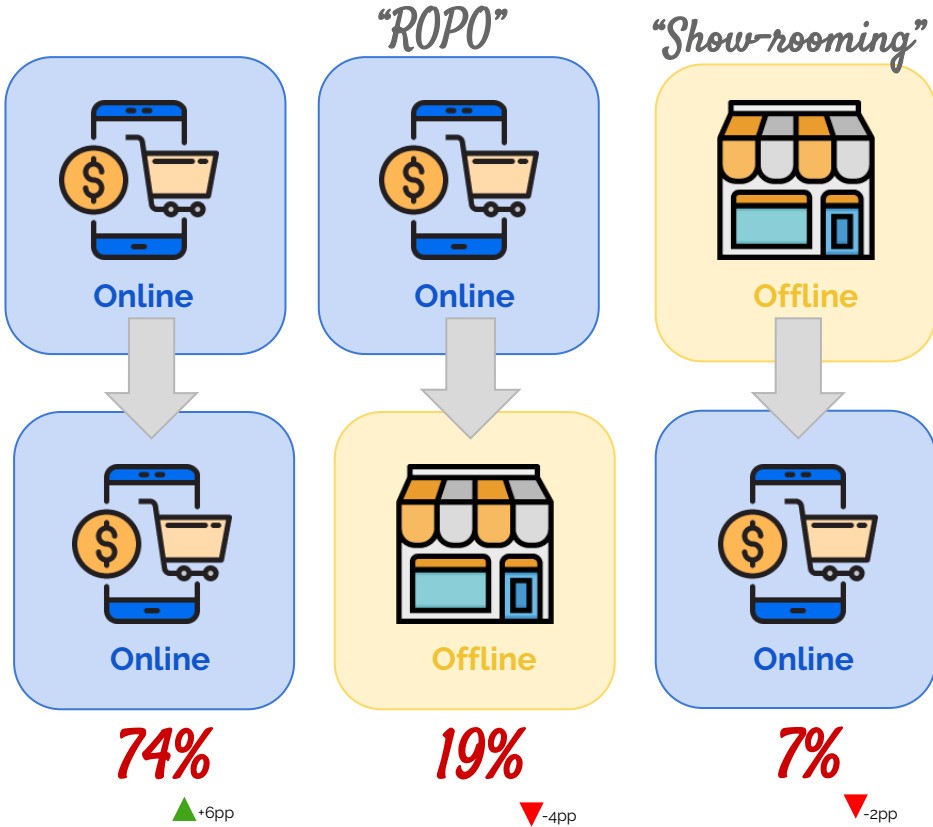 “ROPO”
“Show-rooming”
Online
Online
Offline
Online
Offline
Online
74%
19%
7%
+6pp
-4pp
-2pp